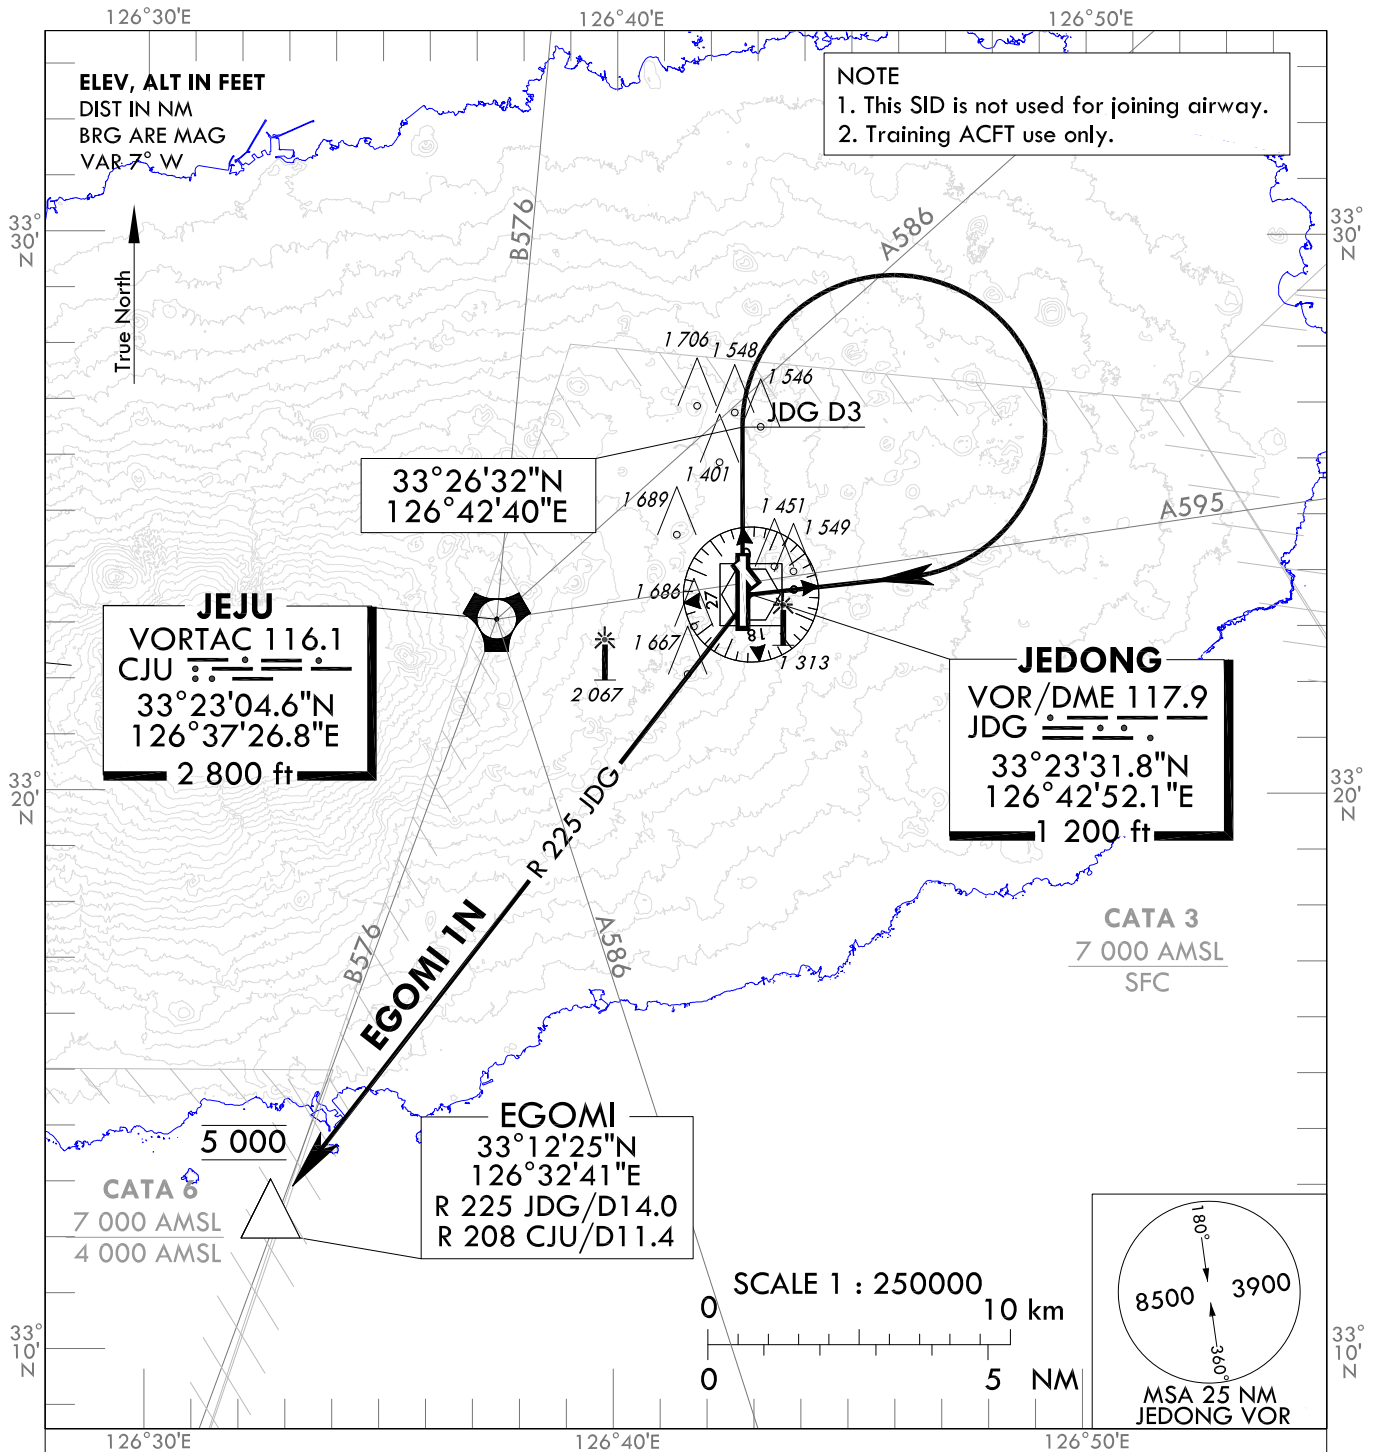 126°30'E
126°40'E
126°50'E
ELEV, ALT IN FEET
DIST IN NM
BRG ARE MAG
VAR 7° W
NOTE
1. This SID is not used for joining airway.
2. Training ACFT use only.
33°
30'
N
33°
30'
N
True North
B576
A586
1 706
1 548
1 546
JDG D3
1 401
33°26'32"N
126°42'40"E
1 689
1 451
1 549
A595
1 686
27
18
1 667
1 313
2 067
JEJU
VORTAC 116.1
CJU
33°23'04.6"N
126°37'26.8"E
2 800 ft
JEDONG
VOR/DME 117.9
JDG
33°23'31.8"N
126°42'52.1"E
1 200 ft
33°
20'
N
33°
20'
N
R 225 JDG
EGOMI 1N
B576
A586
CATA 3
7 000 AMSL
SFC
5 000
EGOMI
33°12'25"N
126°32'41"E
R 225 JDG/D14.0
R 208 CJU/D11.4
CATA 6
7 000 AMSL
4 000 AMSL
SCALE 1 : 250000
0
10 km
0
5
NM
180°
8500
3900
360°
MSA 25 NM
JEDONG VOR
33°
10'
N
33°
10'
N
126°30'E
126°40'E
126°50'E